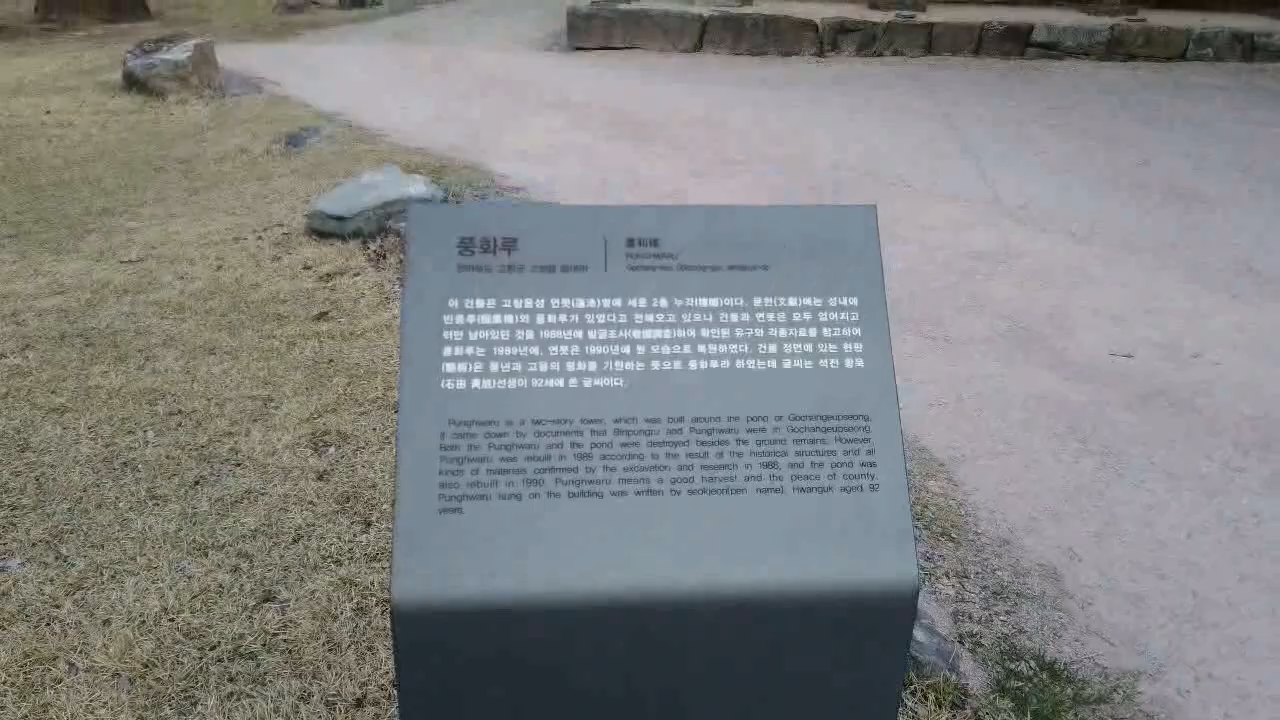 풍화루
豊和樓
PUNGHWARU
이 건물은 고창읍성 연못(蓮池)옆에 세운 2층 누각(樓閣)이다. 문헌(文獻)에는 성내에
빈풍루(豳風樓)와 풍화루가 있었다고 전해오고 있으나 건물과 연못은 모두 없어지고
터만 남아있던 것을 1988년에 발굴조사(發掘調査)하여 확인된 유구와 각종자료를 참고하여
풍화루는 1989년에, 연못은 1990년에 원 모습으로 복원하였다. 건물 정면에 있는 현판
은 풍년과 고을의 평화를 기원하는 뜻으로 풍화루라 하였는데 글씨는 석전 황욱
(石田 黃旭)선생이 92세에 쓴 글씨이다.
Punghwaru is a two-story tower, which was built around the pond or Gochangeupseong.
It came down by documents that Binpungru and Punghwaru were in Gochangeupseong.
Both the Punghwaru and the pond were destroyed besides the ground remains. However,
Punghwaru was rebuilt in 1989 according to the result of the historical structures and all
kinds of materials confirmed by the excavation and research in 1988, and the pond was
also rebuilt in 1990. Punghwaru means a good harvest and the peace of county.
Punghwaru hung on the building was written by seokjeon(pen name), Hwanguk aged 92
years.